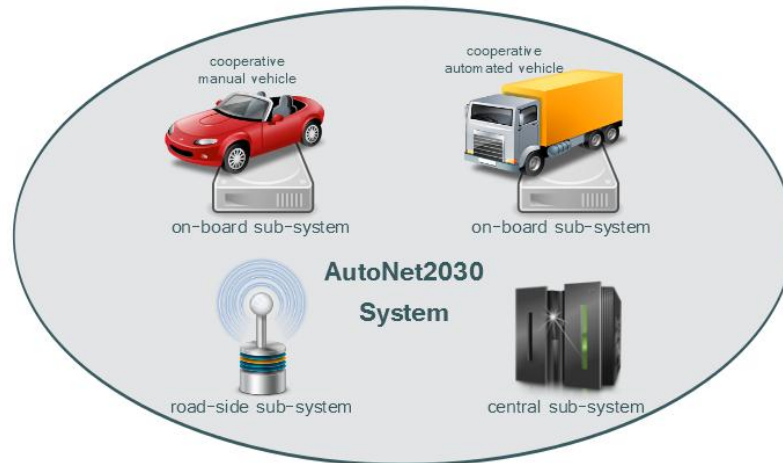 cooperative
manual vehicle
cooperative
automated vehicle
on-board sub-system
on-board sub-system
AutoNet2030
System
road-side sub-system
central sub-system